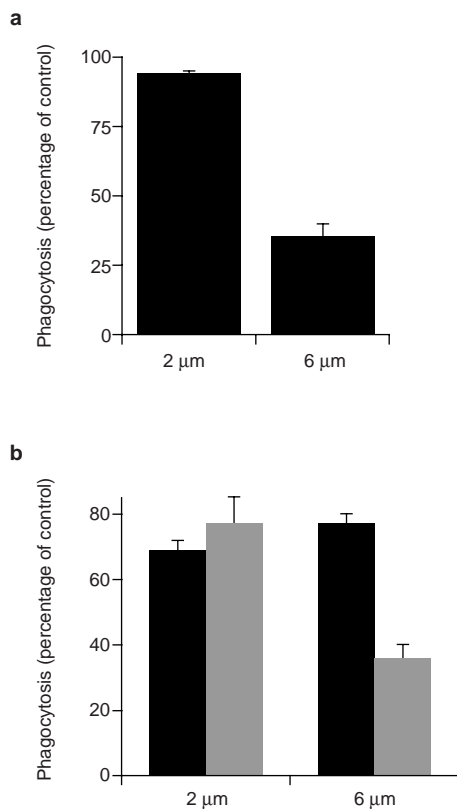 a
Phagocytosis (percentage of control)
100
75
50
25
0
2 μm 6 μm
b
Phagocytosis (percentage of control)
80
60
40
20
0
2 μm 6 μm